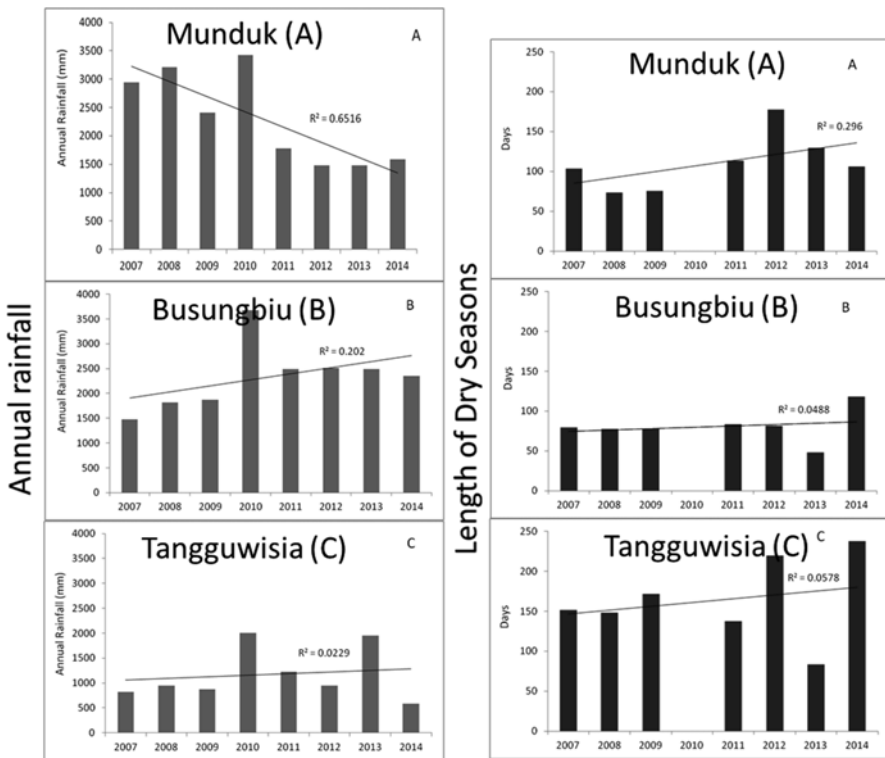 Annual rainfall
Munduk (A)
A
Annual Rainfall (mm)
4000
3500
3000
2500
2000
1500
1000
500
0
R² = 0.6516
2007 2008 2009 2010 2011 2012 2013 2014
Busungbiu (B)
B
Annual Rainfall (mm)
4000
3500
3000
2500
2000
1500
1000
500
0
R² = 0.202
2007 2008 2009 2010 2011 2012 2013 2014
Tangguwisia (C)
C
Annual Rainfall (mm)
4000
3500
3000
2500
2000
1500
1000
500
0
R² = 0.0229
2007 2008 2009 2010 2011 2012 2013 2014
Length of Dry Seasons
Munduk (A)
A
Days
250
200
150
100
50
0
R² = 0.296
2007 2008 2009 2010 2011 2012 2013 2014
Busungbiu (B)
B
Days
250
200
150
100
50
0
R² = 0.0488
2007 2008 2009 2010 2011 2012 2013 2014
Tangguwisia (C)
C
Days
250
200
150
100
50
0
R² = 0.0578
2007 2008 2009 2010 2011 2012 2013 2014